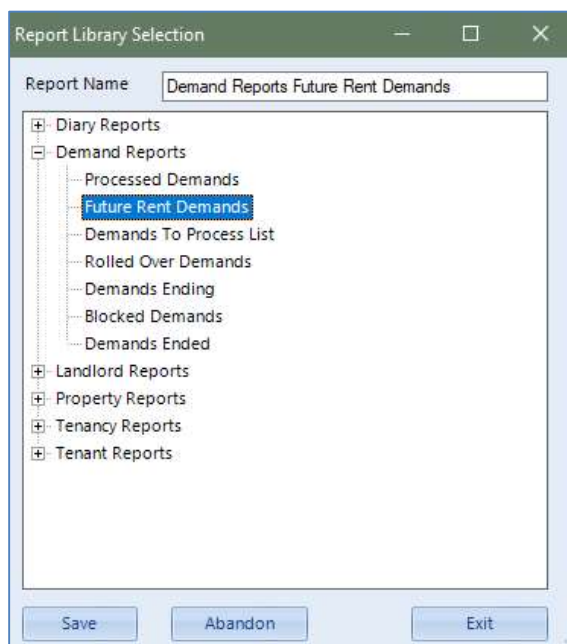 Report Library Selection
Report Name Demand Reports Future Rent Demands
Diary Reports
Demand Reports
Processed Demands
Future Rent Demands
Demands To Process List
Rolled Over Demands
Demands Ending
Blocked Demands
Demands Ended
Landlord Reports
Property Reports
Tenancy Reports
Tenant Reports
Save Abandon Exit